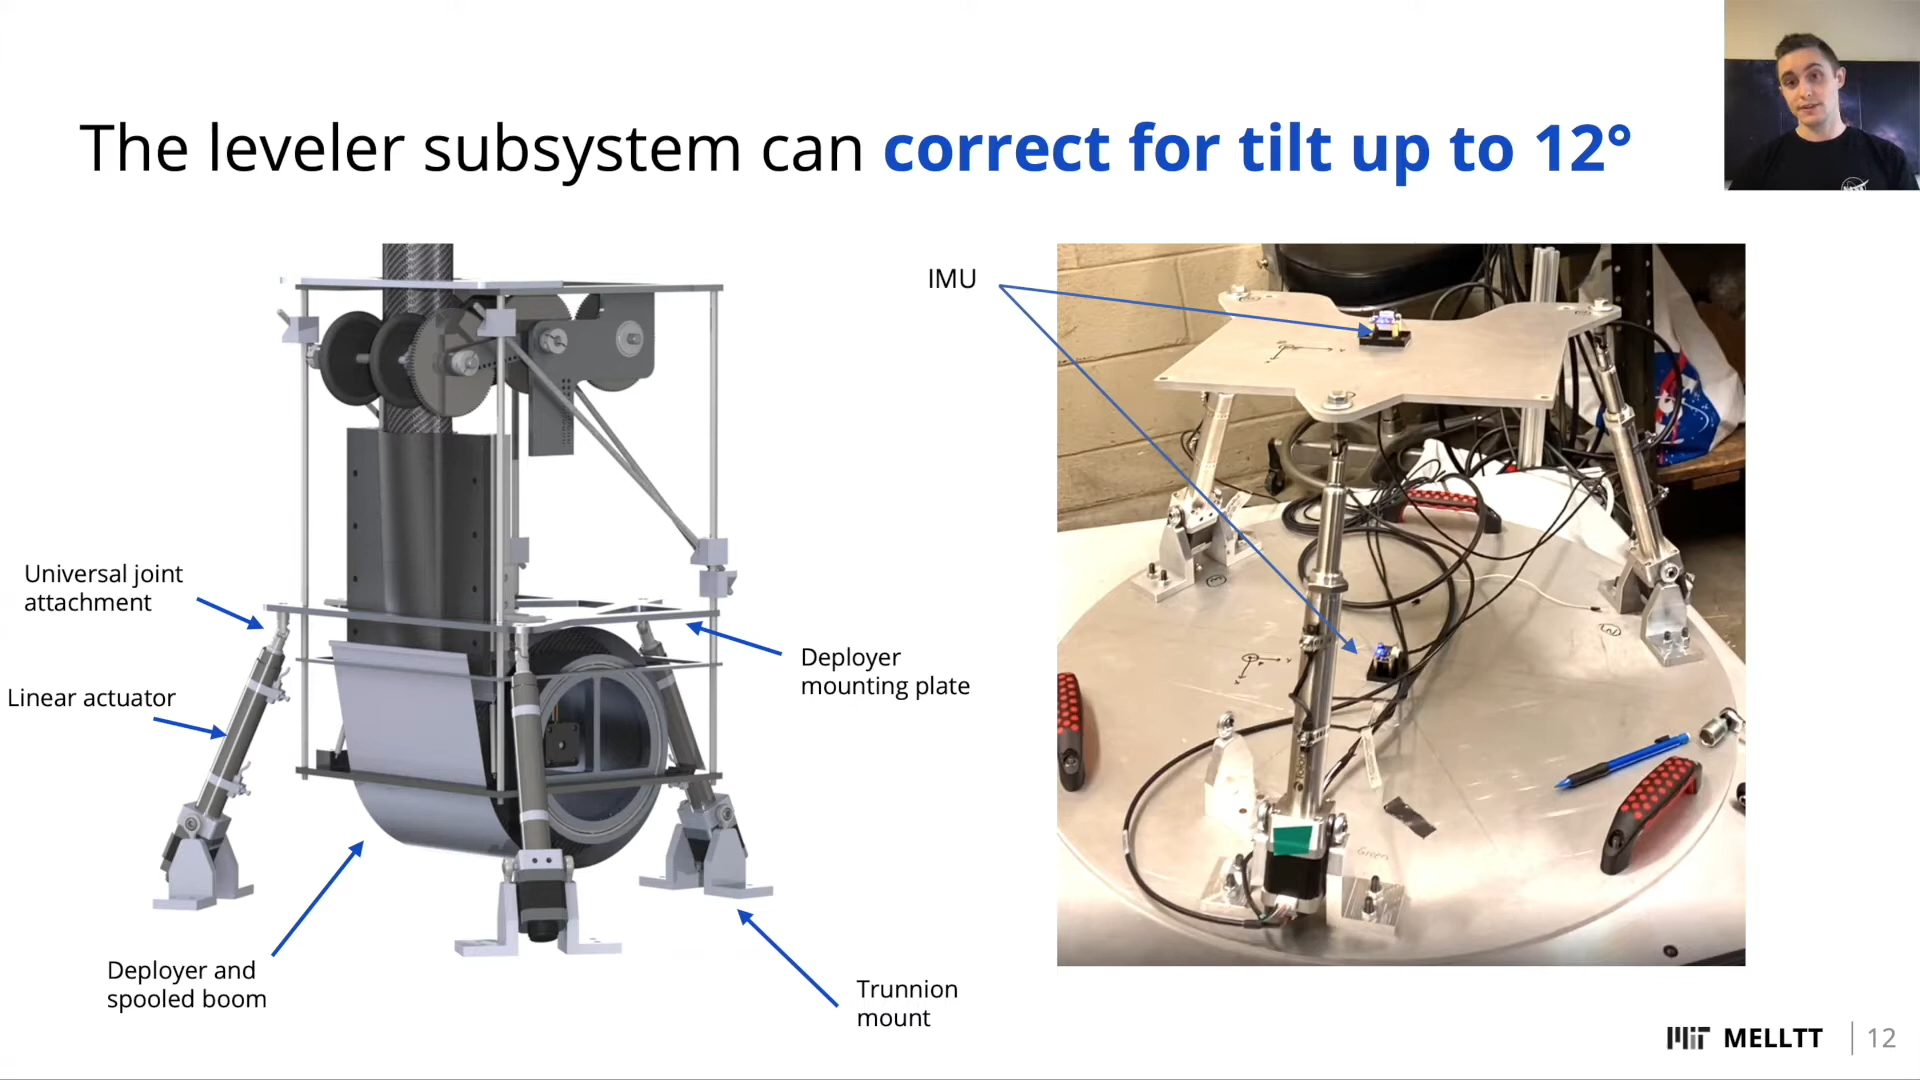 The leveler subsystem can correct for tilt up to 12°
IMU
Universal joint
attachment
Linear actuator
Deployer
mounting plate
Deployer and
spooled boom
Trunnion
mount
Green
MIT MELLTT | 12